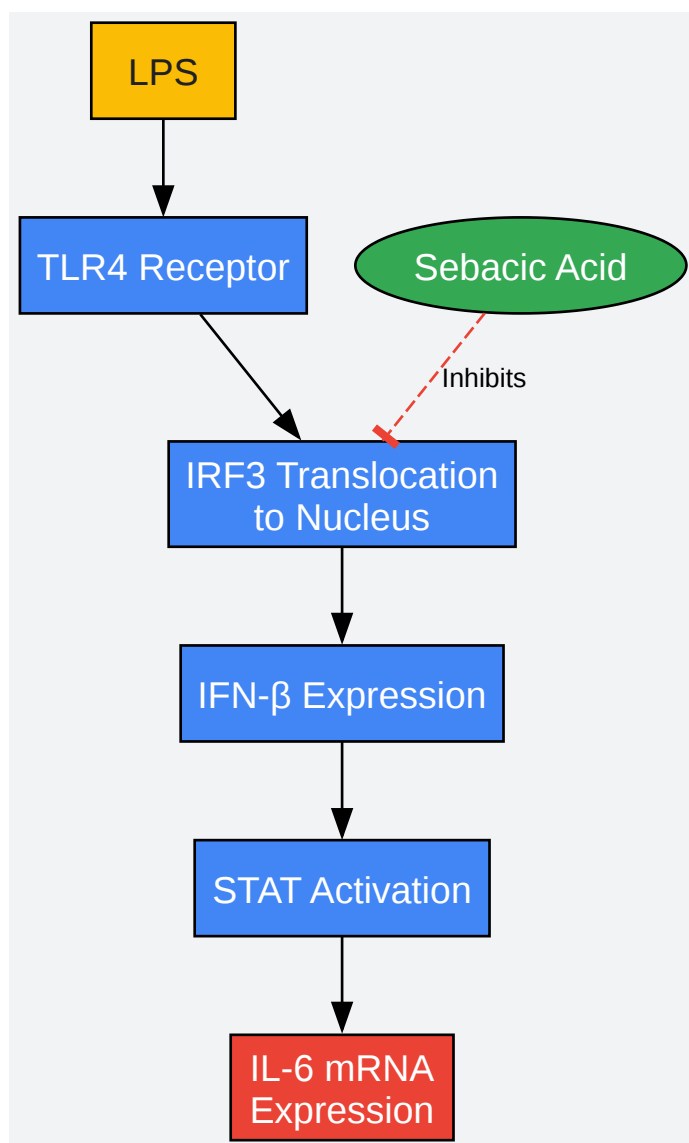 LPS
TLR4 Receptor
Sebacic Acid
Inhibits
IRF3 Translocation
to Nucleus
IFN-β Expression
STAT Activation
IL-6 mRNA
Expression